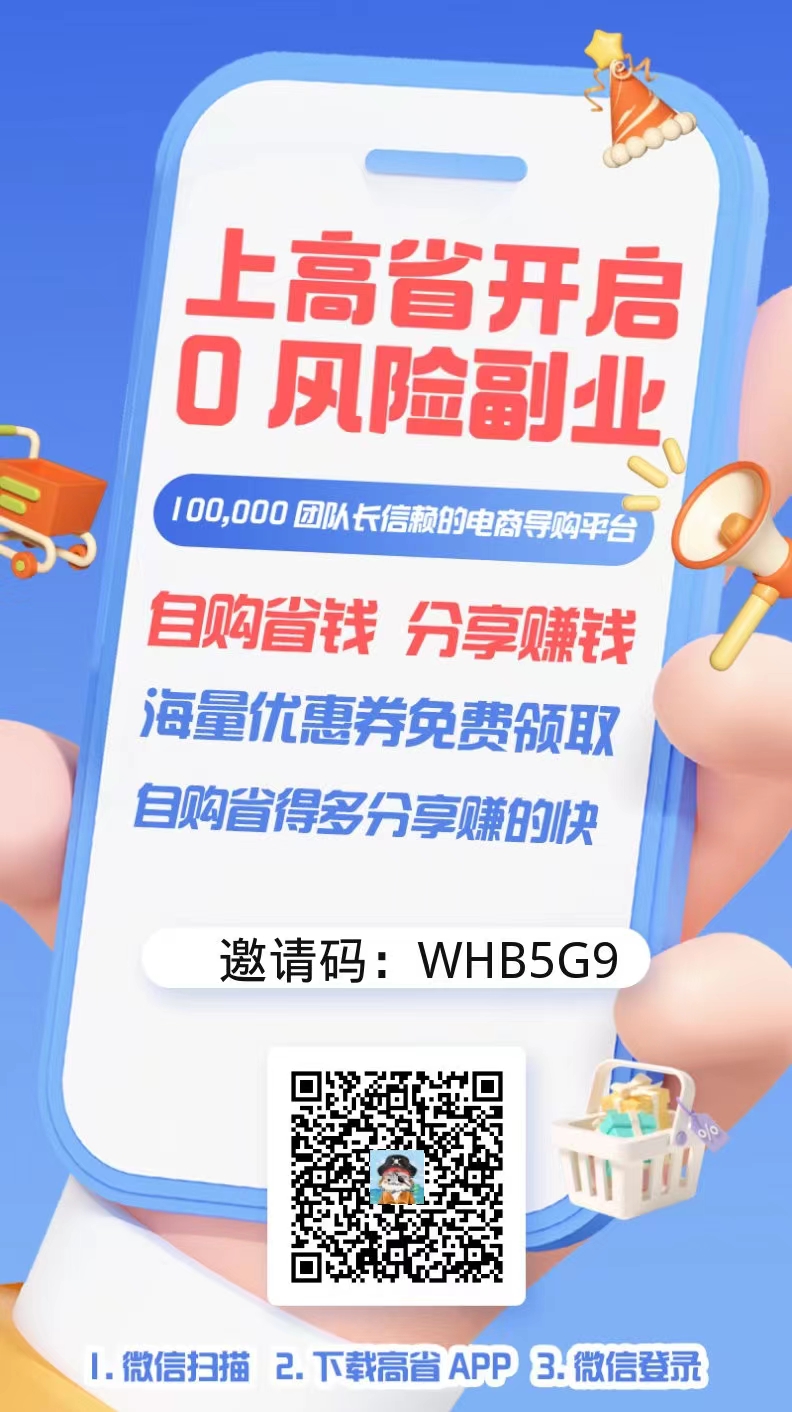 上高省开启
0 风险副业
100,000 团队长信赖的电商导购平台
自购省钱 分享赚钱
海量优惠券免费领取
自购省得多分享赚的快
邀请码：WHB5G9
1.微信扫描 2.下载高省APP 3.微信登录